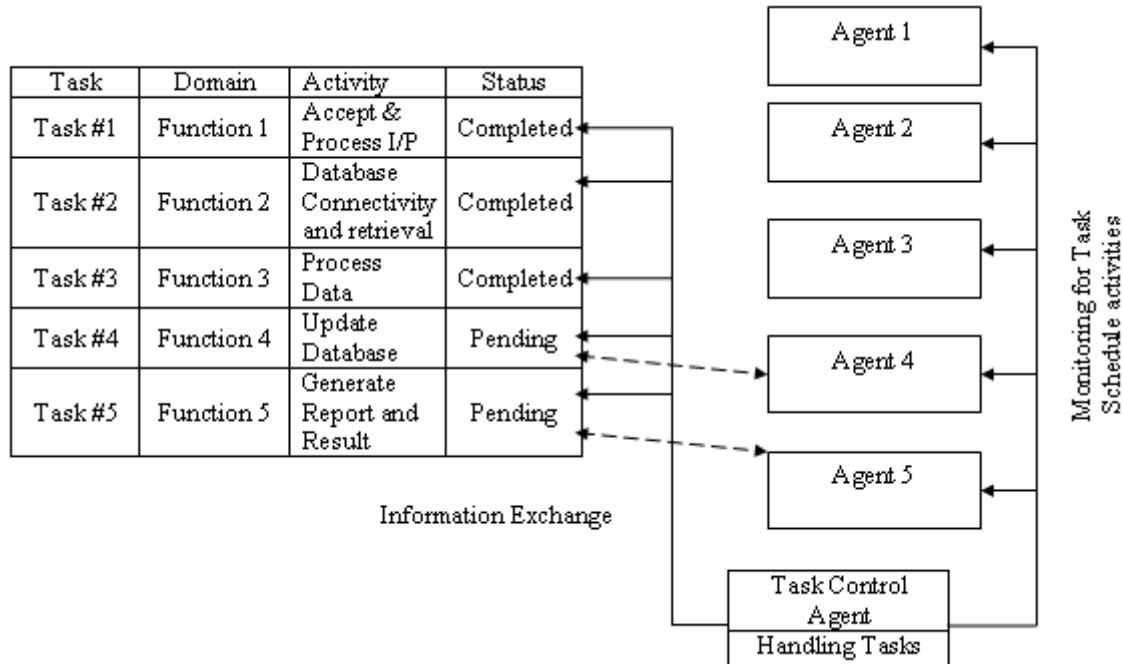 Task Domain Activity Status
Task #1 Function 1 Accept &
Process I/P Completed
Task #2 Function 2 Database
Connectivity
and retrieval Completed
Task #3 Function 3 Process
Data Completed
Task #4 Function 4 Update
Database Pending
Task #5 Function 5 Generate
Report and
Result Pending
Information Exchange
Agent 1
Agent 2
Agent 3
Agent 4
Agent 5
Task Control
Agent
Handling Tasks
Monitoring for Task
Schedule activities